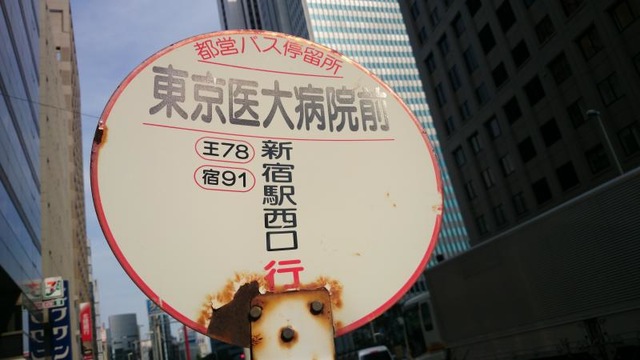 都営バス停留所
東京医大病院前
王78
宿91
新宿駅西口
行